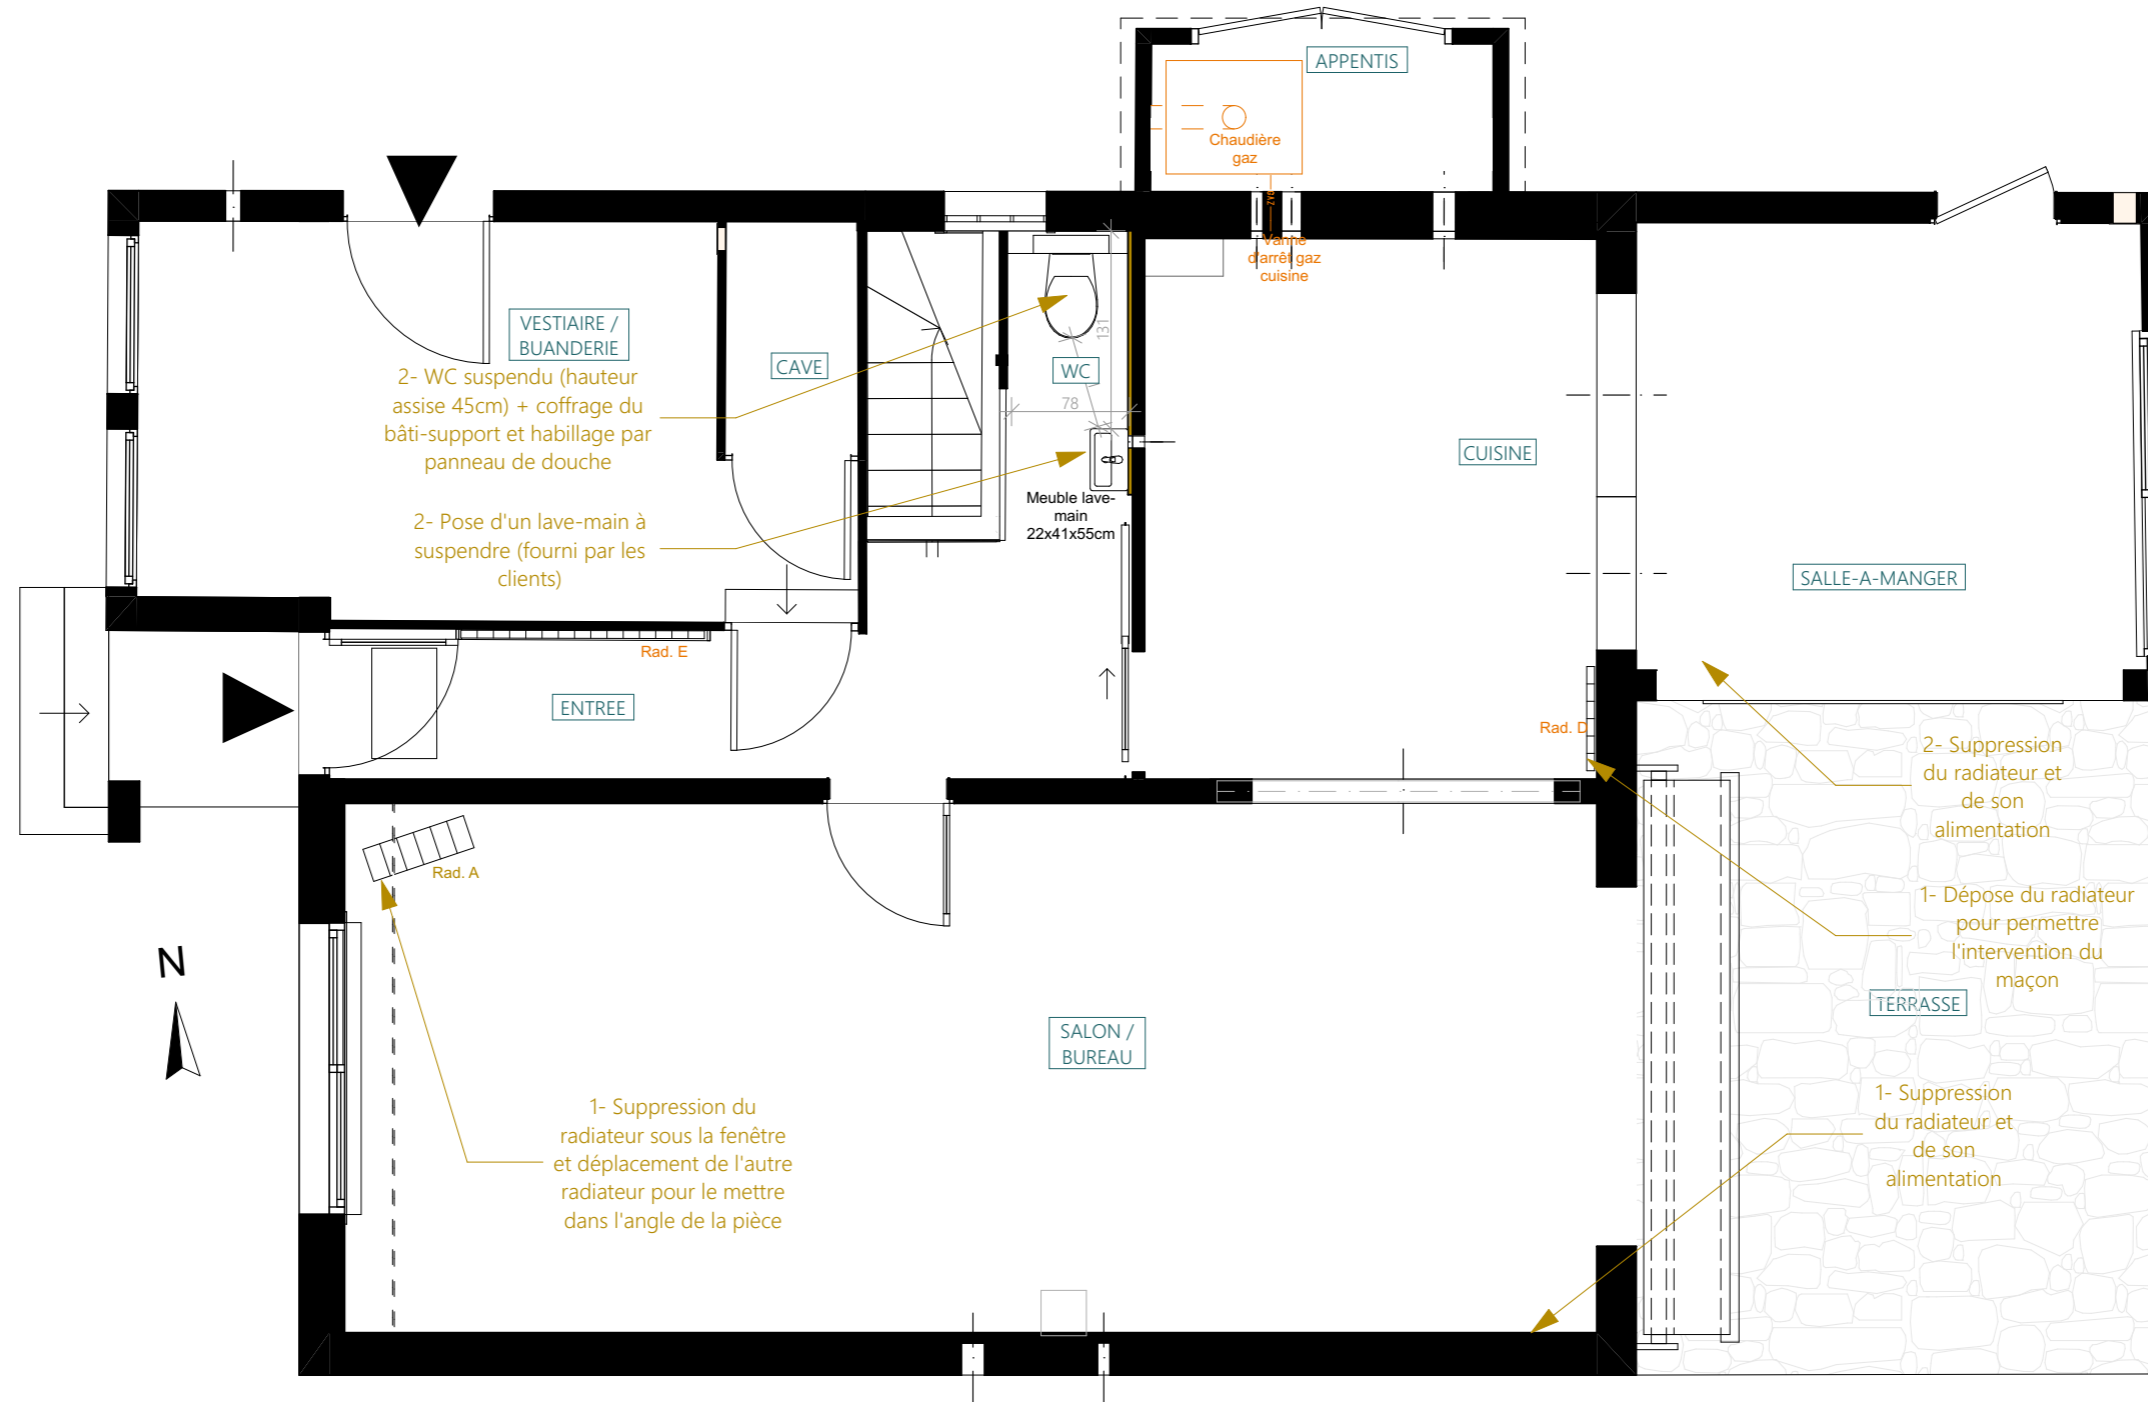 APPENTIS
Chaudière
gaz
GAZ
Vanne
d'arrêt gaz
cuisine
VESTIAIRE /
BUANDERIE
2- WC suspendu (hauteur
assise 45cm) + coffrage du
bâti-support et habillage par
panneau de douche
2- Pose d'un lave-main à
suspendre (fourni par les
clients)
CAVE
WC
131
78
Meuble lave-
main
22x41x55cm
CUISINE
SALLE-A-MANGER
Rad. E
ENTREE
Rad. D
2- Suppression
du radiateur et
de son
alimentation
Rad. A
1- Dépose du radiateur
pour permettre
l'intervention du
maçon
N
TERRASSE
SALON /
BUREAU
1- Suppression du
radiateur sous la fenêtre
et déplacement de l'autre
radiateur pour le mettre
dans l'angle de la pièce
1- Suppression
du radiateur et
de son
alimentation